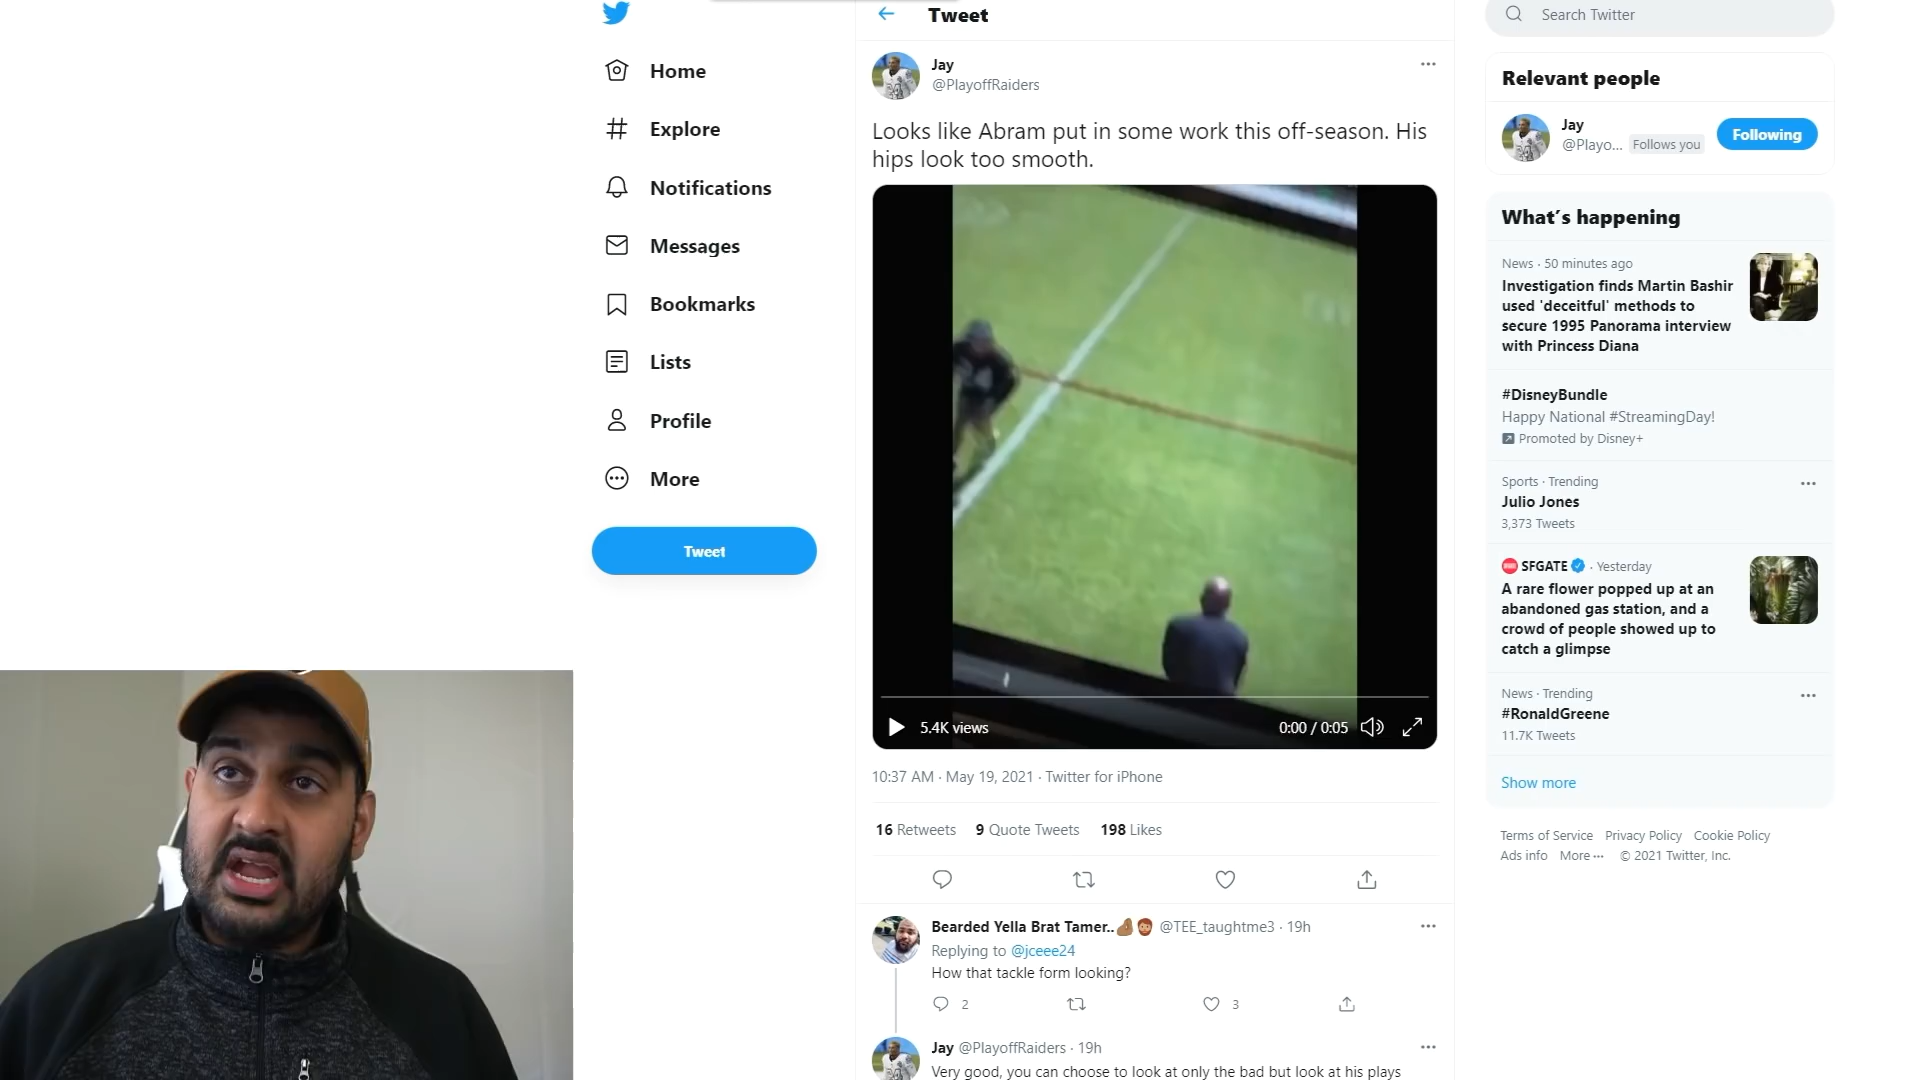 Home
Explore
Notifications
Messages
Bookmarks
Lists
Profile
More
Tweet
Tweet
Jay
@PlayoffRaiders
Looks like Abram put in some work this off-season. His
hips look too smooth.
5.4K views
0:00 / 0:05
10:37 AM · May 19, 2021 · Twitter for iPhone
16 Retweets 9 Quote Tweets 198 Likes
Bearded Yella Brat Tamer.. @TEE_taughtme3 · 19h
Replying to @jceee24
How that tackle form looking?
2
3
Jay @PlayoffRaiders · 19h
Very good, you can choose to look at only the bad but look at his plays
Search Twitter
Relevant people
Jay
@Playo... Follows you
Following
What's happening
News · 50 minutes ago
Investigation finds Martin Bashir
used 'deceitful' methods to
secure 1995 Panorama interview
with Princess Diana
#DisneyBundle
Happy National #StreamingDay!
Promoted by Disney+
Sports · Trending
Julio Jones
3,373 Tweets
SFGATE · Yesterday
A rare flower popped up at an
abandoned gas station, and a
crowd of people showed up to
catch a glimpse
News · Trending
#RonaldGreene
11.7K Tweets
Show more
Terms of Service Privacy Policy Cookie Policy
Ads info More ··· © 2021 Twitter, Inc.